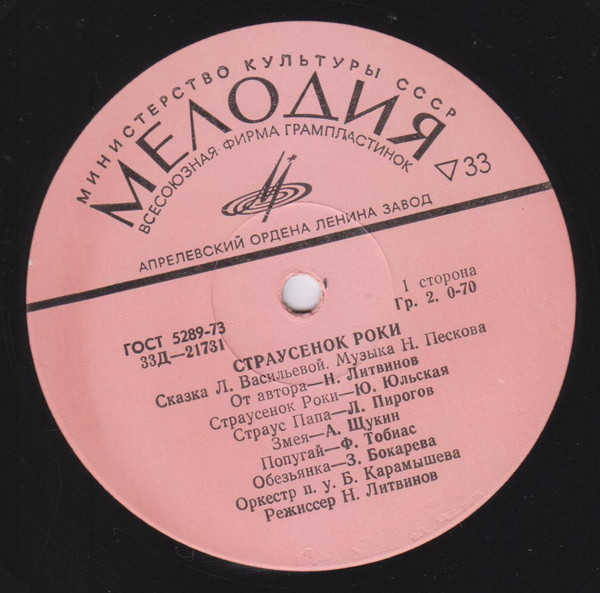 МИНИСТЕРСТВО КУЛЬТУРЫ СССР
МЕЛОДИЯ
ВСЕСОЮЗНАЯ ФИРМА ГРАМПЛАСТИНОК
33
АПРЕЛЕВСКИЙ ОРДЕНА ЛЕНИНА ЗАВОД
1 сторона
Гр. 2. 0-70
ГОСТ 5289-73
33Д—21731
СТРАУСЕНОК РОКИ
Сказка Л. Васильевой. Музыка Н. Пескова
От автора—Н. Литвинов
Страусенок Роки—Ю. Юльская
Страус Папа—Л. Пирогов
Змея—А. Щукин
Попугай—Ф. Тобиас
Обезьянка—З. Бокарева
Оркестр п. у. Б. Карамышева
Режиссер Н. Литвинов